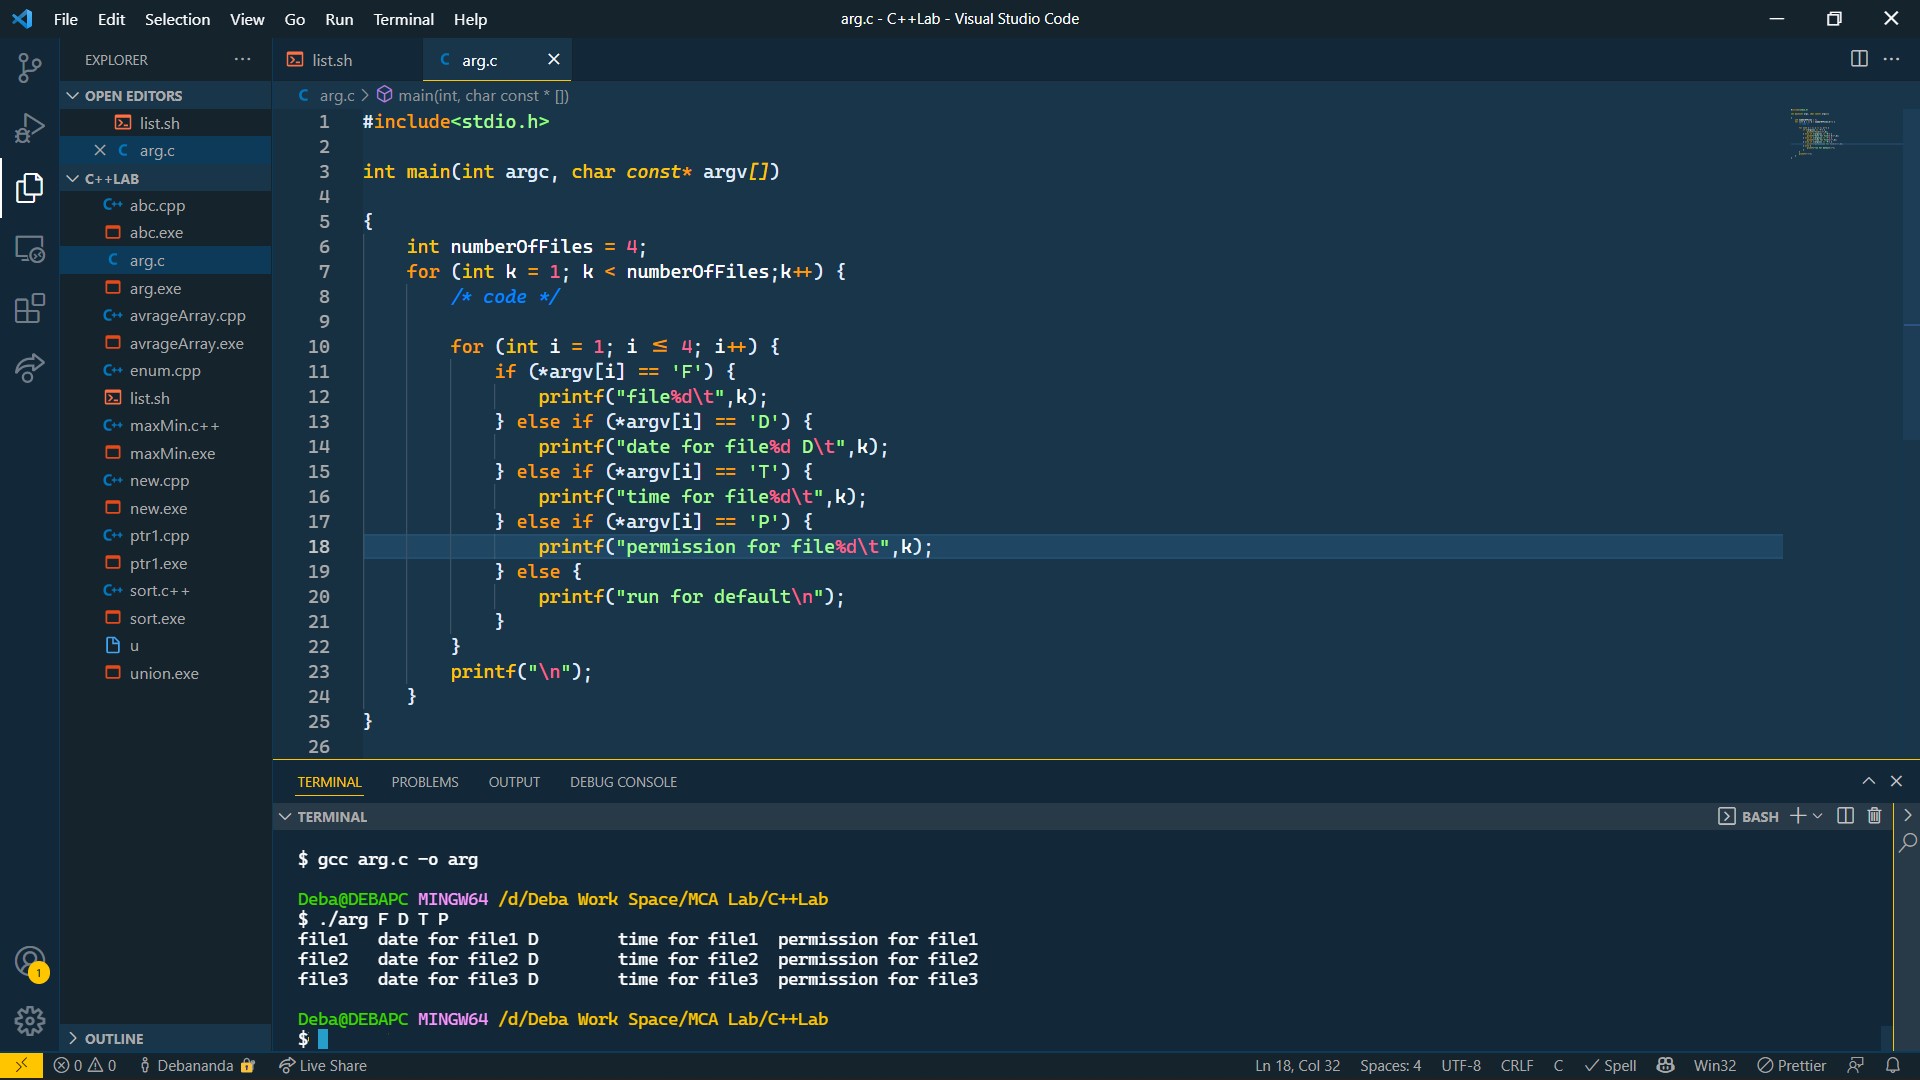 File Edit Selection View Go Run Terminal Help
arg.c - C++Lab - Visual Studio Code
EXPLORER
OPEN EDITORS
list.sh
arg.c
C++LAB
abc.cpp
abc.exe
arg.c
arg.exe
avrageArray.cpp
avrageArray.exe
enum.cpp
list.sh
maxMin.c++
maxMin.exe
new.cpp
new.exe
ptr1.cpp
ptr1.exe
sort.c++
sort.exe
u
union.exe
OUTLINE
list.sh
arg.c
arg.c > main(int, char const * [])
1 #include<stdio.h>
2
3 int main(int argc, char const* argv[])
4
5 {
6 int numberOfFiles = 4;
7 for (int k = 1; k < numberOfFiles;k++) {
8 /* code */
9
10 for (int i = 1; i ≤ 4; i++) {
11 if (*argv[i] == 'F') {
12 printf("file%d\t",k);
13 } else if (*argv[i] == 'D') {
14 printf("date for file%d D\t",k);
15 } else if (*argv[i] == 'T') {
16 printf("time for file%d\t",k);
17 } else if (*argv[i] == 'P') {
18 printf("permission for file%d\t",k);
19 } else {
20 printf("run for default\n");
21 }
22 }
23 printf("\n");
24 }
25 }
26
TERMINAL PROBLEMS OUTPUT DEBUG CONSOLE
TERMINAL
BASH
$ gcc arg.c -o arg
Deba@DEBAPC MINGW64 /d/Deba Work Space/MCA Lab/C++Lab
$ ./arg F D T P
file1 date for file1 D time for file1 permission for file1
file2 date for file2 D time for file2 permission for file2
file3 date for file3 D time for file3 permission for file3
Deba@DEBAPC MINGW64 /d/Deba Work Space/MCA Lab/C++Lab
$
1
0 0 Debananda Live Share
Ln 18, Col 32 Spaces: 4 UTF-8 CRLF C Spell Win32 Prettier